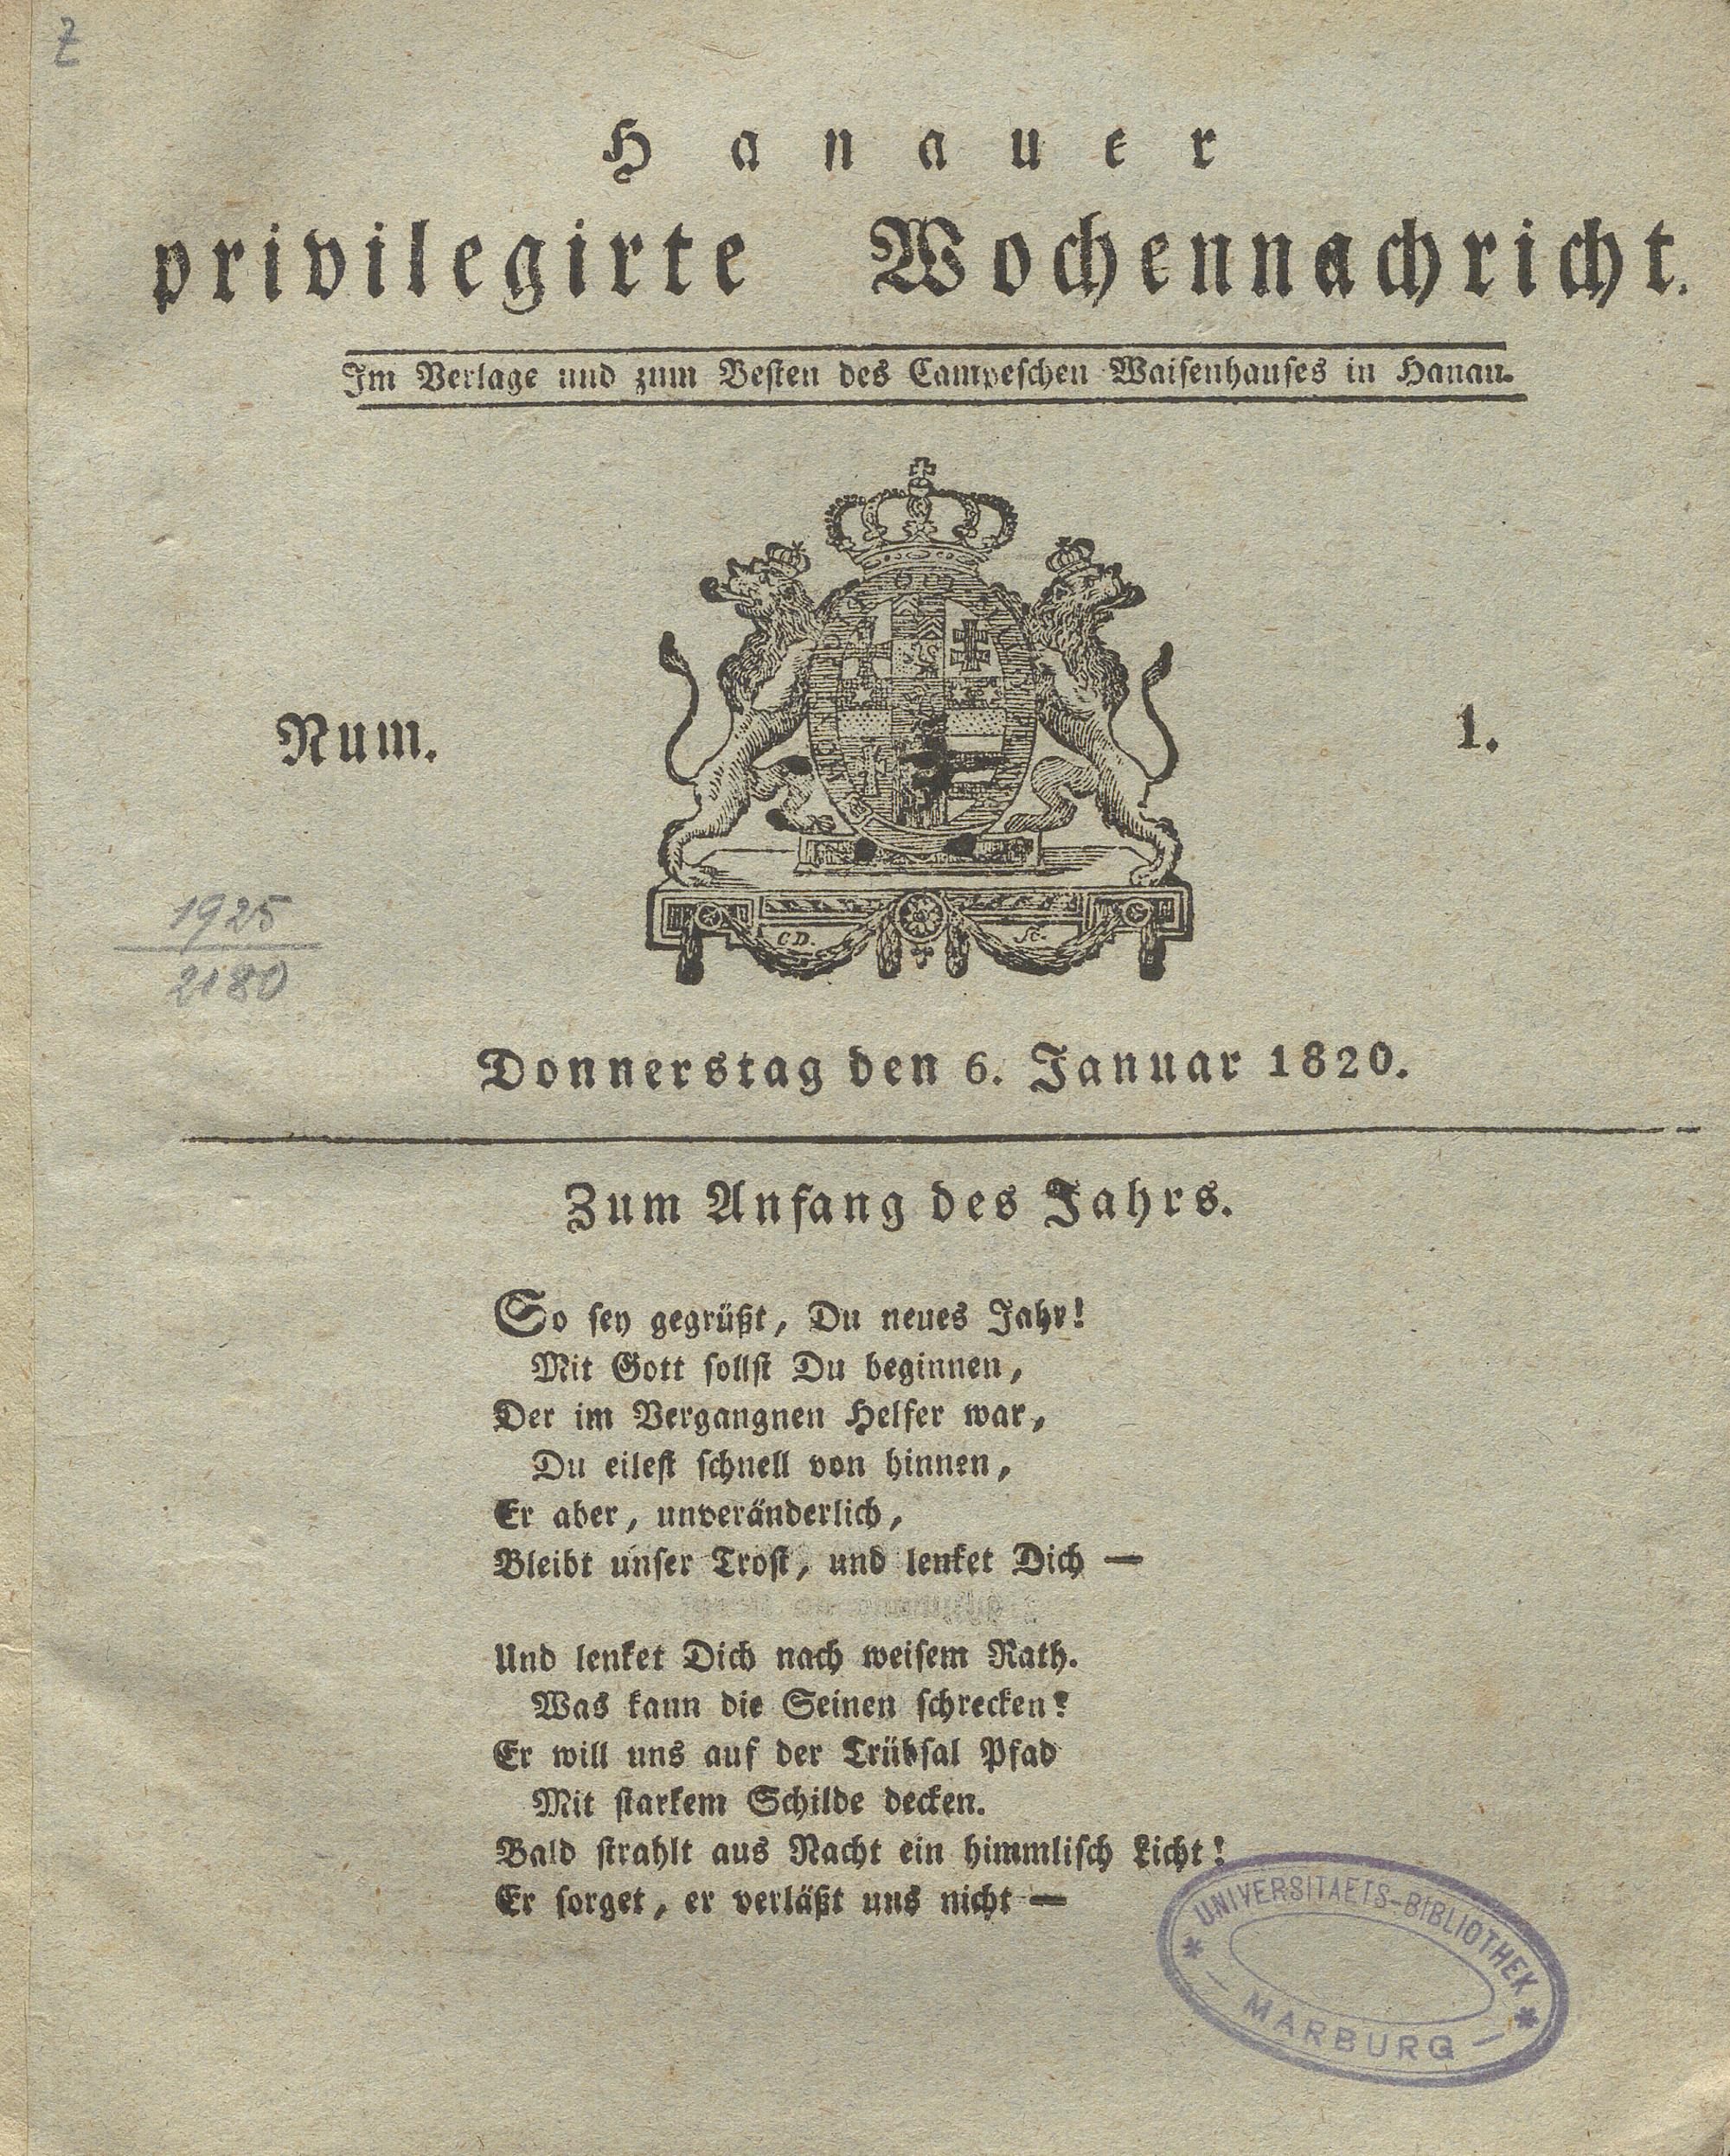 Z
Hanauer
privilegirte Wochennachricht.
Im Verlage und zum Besten des Campeschen Waisenhauses in Hanau.
Num. 1.
CD. Sc.
1925
2180
Donnerstag den 6. Januar 1820.
Zum Anfang des Jahrs.
So sey gegrüßt, Du neues Jahr!
Mit Gott sollst Du beginnen,
Der im Vergangnen Helfer war,
Du eilest schnell von hinnen,
Er aber, unveränderlich,
Bleibt unser Trost, und lenket Dich —
Und lenket Dich nach weisem Rath.
Was kann die Seinen schrecken?
Er will uns auf der Trübsal Pfad
Mit starkem Schilde decken.
Bald strahlt aus Nacht ein himmlisch Licht!
Er sorget, er verläßt uns nicht —
* UNIVERSITAETS-BIBLIOTHEK *
— MARBURG —